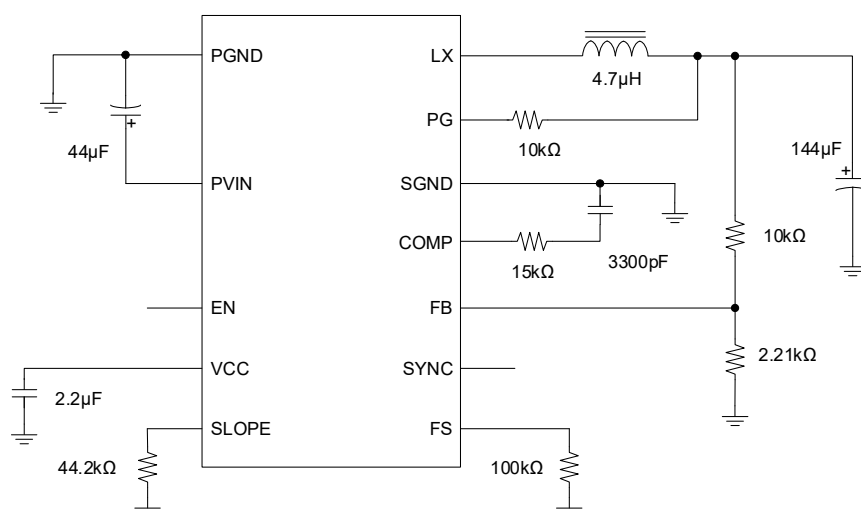 PGND
LX
4.7µH
PG
10kΩ
44µF
144µF
PVIN
SGND
10kΩ
COMP
15kΩ
3300pF
EN
FB
2.21kΩ
VCC
SYNC
2.2µF
SLOPE
FS
44.2kΩ
100kΩ
+
+